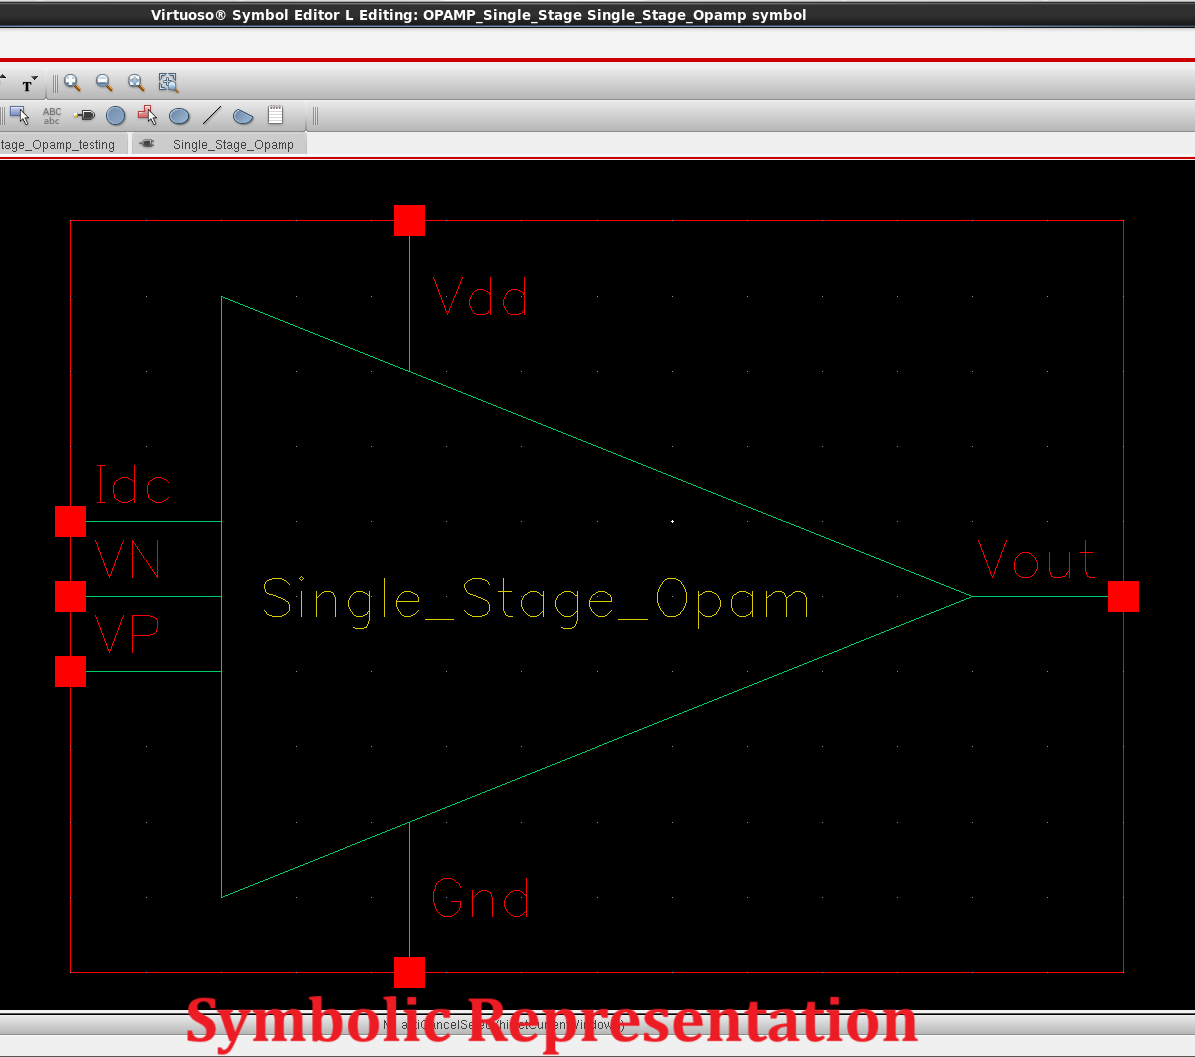 Virtuoso® Symbol Editor L Editing: OPAMP_Single_Stage Single_Stage_Opamp symbol
T
ABC
abc
tage_Opamp_testing
Single_Stage_Opamp
Vdd
Idc
VN
Vout
Single_Stage_Opam
VP
Gnd
Symbolic Representation